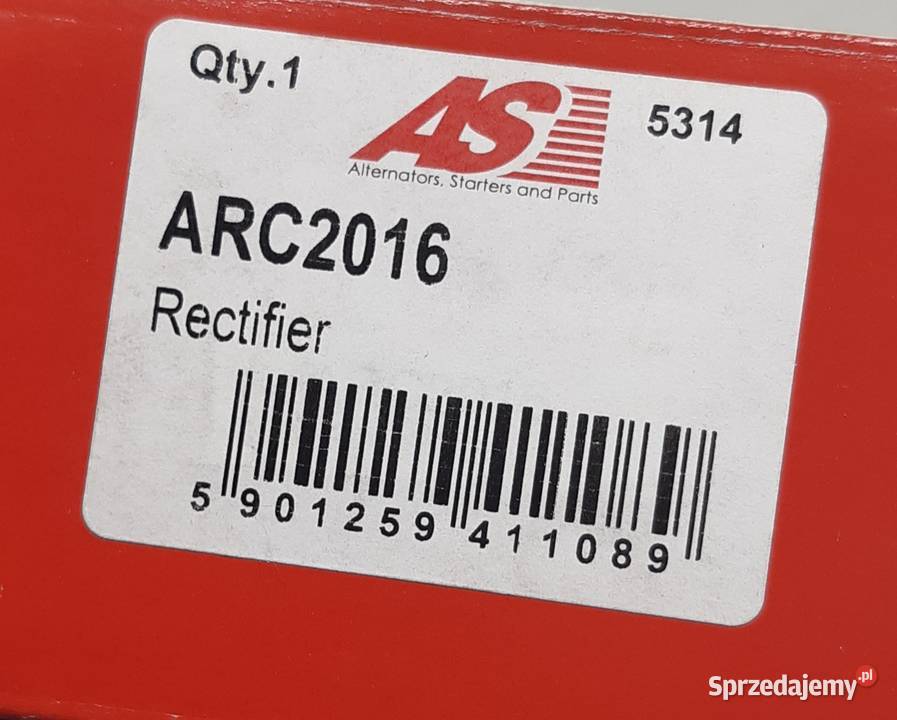 Qty.1
AS
5314
Alternators, Starters and Parts
ARC2016
Rectifier
5 901259 411089
Sprzedajemy.pl